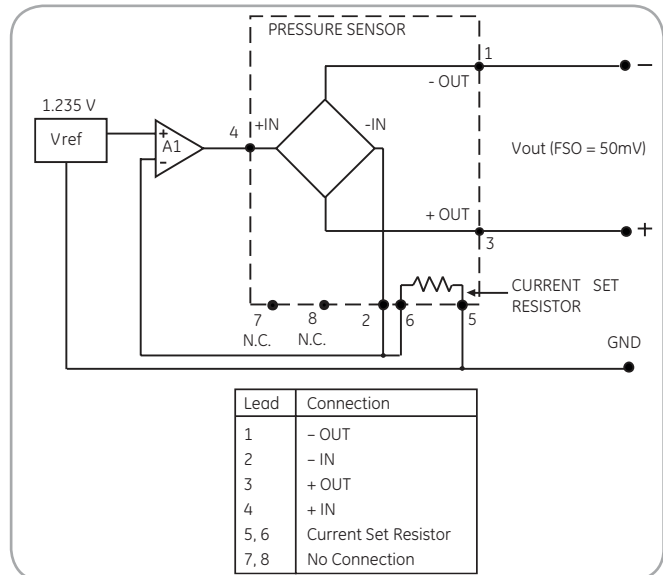 PRESSURE SENSOR
1
- OUT
1.235 V
Vref
+
-
A1
4
+IN
-IN
−
Vout (FSO = 50mV)
+ OUT
+
3
CURRENT SET
RESISTOR
7
8
2
6
5
N.C.
N.C.
GND
Lead Connection
1 – OUT
2 – IN
3 + OUT
4 + IN
5, 6 Current Set Resistor
7, 8 No Connection